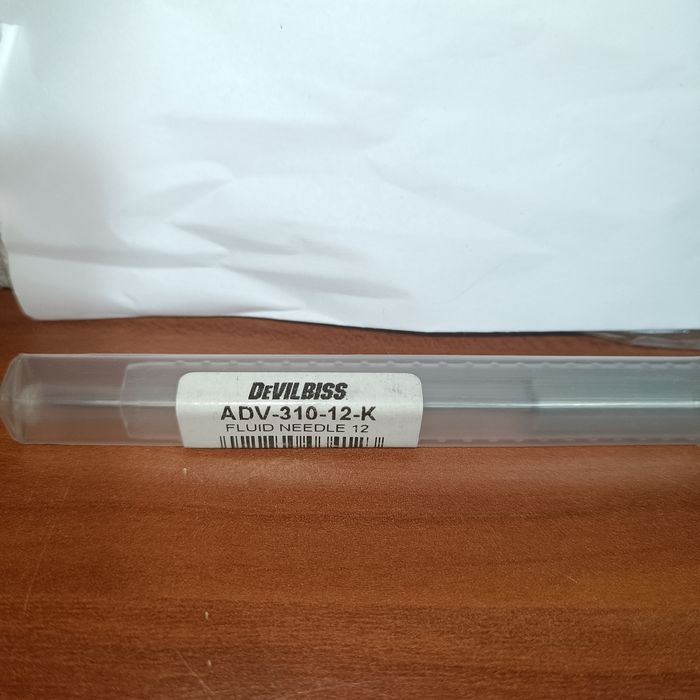 DEVILBISS
ADV-310-12-K
FLUID NEEDLE 12